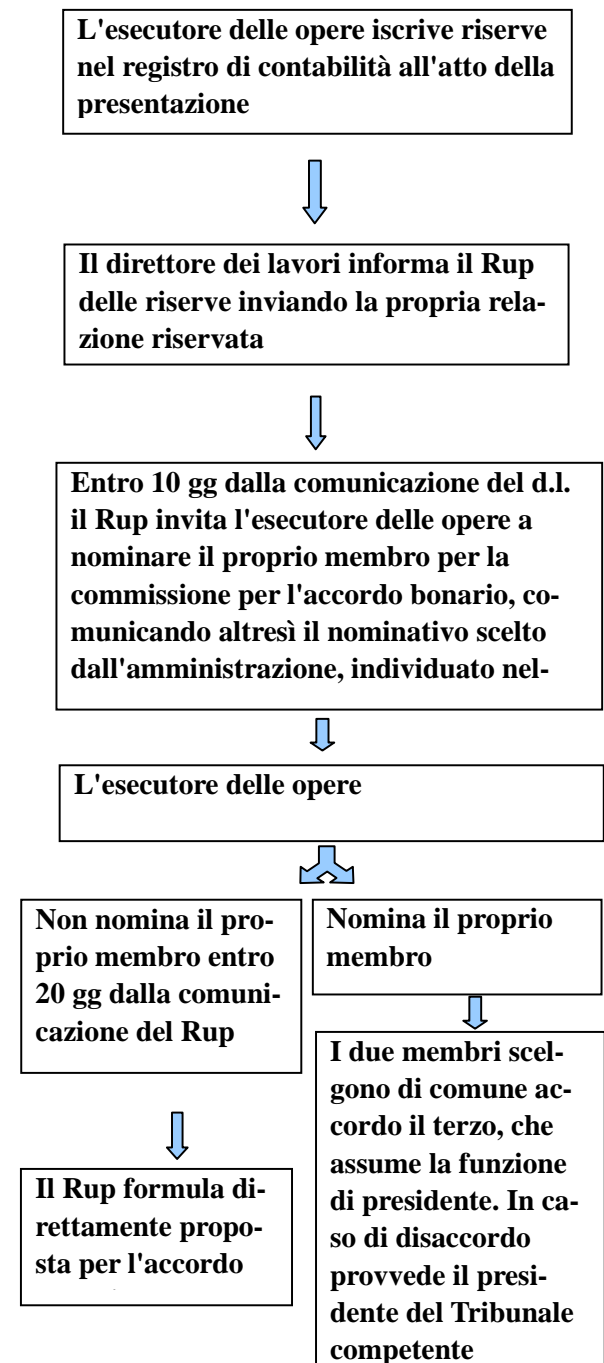 L'esecutore delle opere iscrive riserve
nel registro di contabilità all'atto della
presentazione
Il direttore dei lavori informa il Rup
delle riserve inviando la propria rela-
zione riservata
Entro 10 gg dalla comunicazione del d.l.
il Rup invita l'esecutore delle opere a
nominare il proprio membro per la
commissione per l'accordo bonario, co-
municando altresì il nominativo scelto
dall'amministrazione, individuato nel-
L'esecutore delle opere
Non nomina il pro-
prio membro entro
20 gg dalla comuni-
cazione del Rup
Nomina il proprio
membro
Il Rup formula di-
rettamente propo-
sta per l'accordo
I due membri scel-
gono di comune ac-
cordo il terzo, che
assume la funzione
di presidente. In ca-
so di disaccordo
provvede il presi-
dente del Tribunale
competente